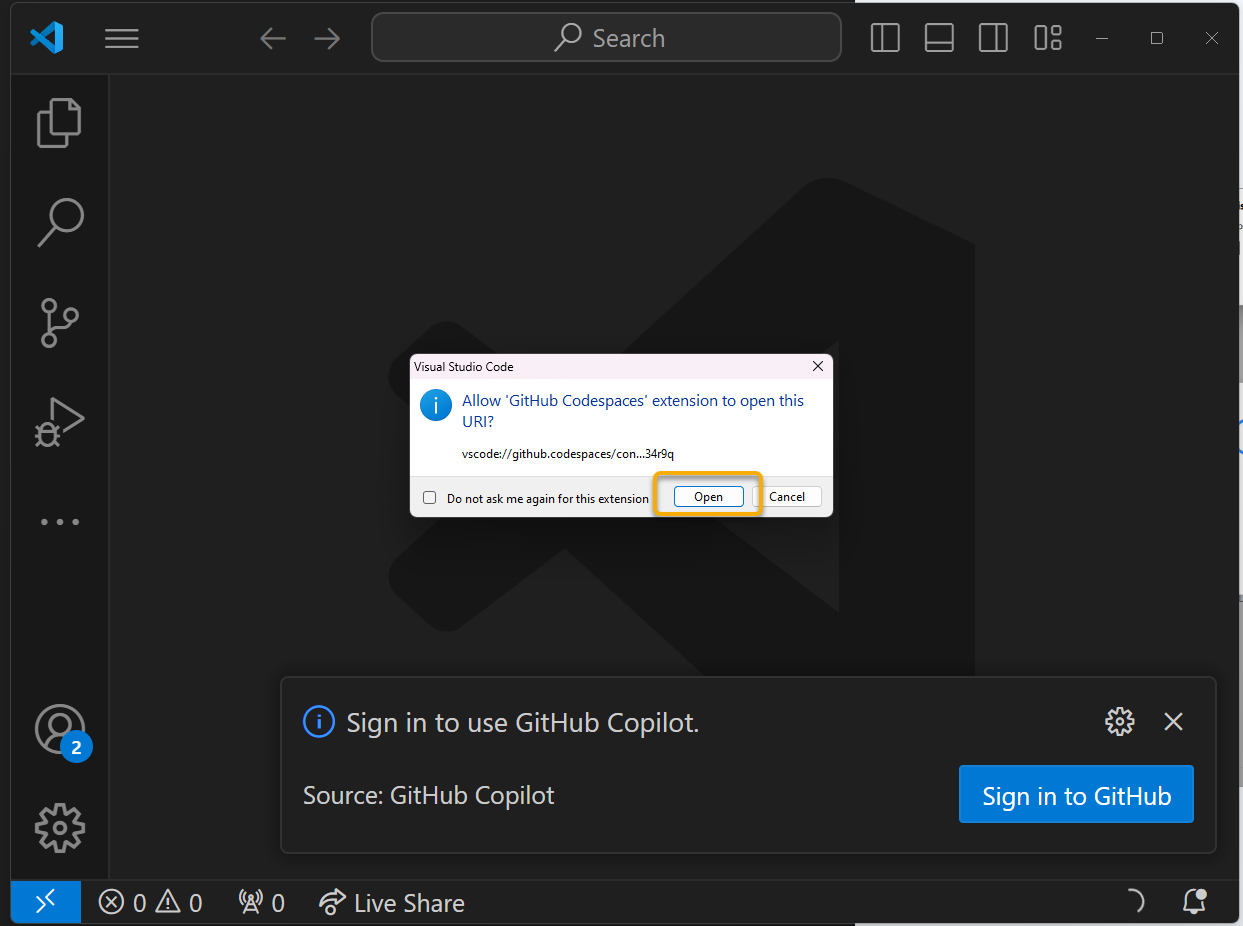 Search
Visual Studio Code
Allow 'GitHub Codespaces' extension to open this
URI?
vscode://github.codespaces/con...34r9q
Do not ask me again for this extension
Open
Cancel
2
Sign in to use GitHub Copilot.
Source: GitHub Copilot
Sign in to GitHub
0
0
0
Live Share